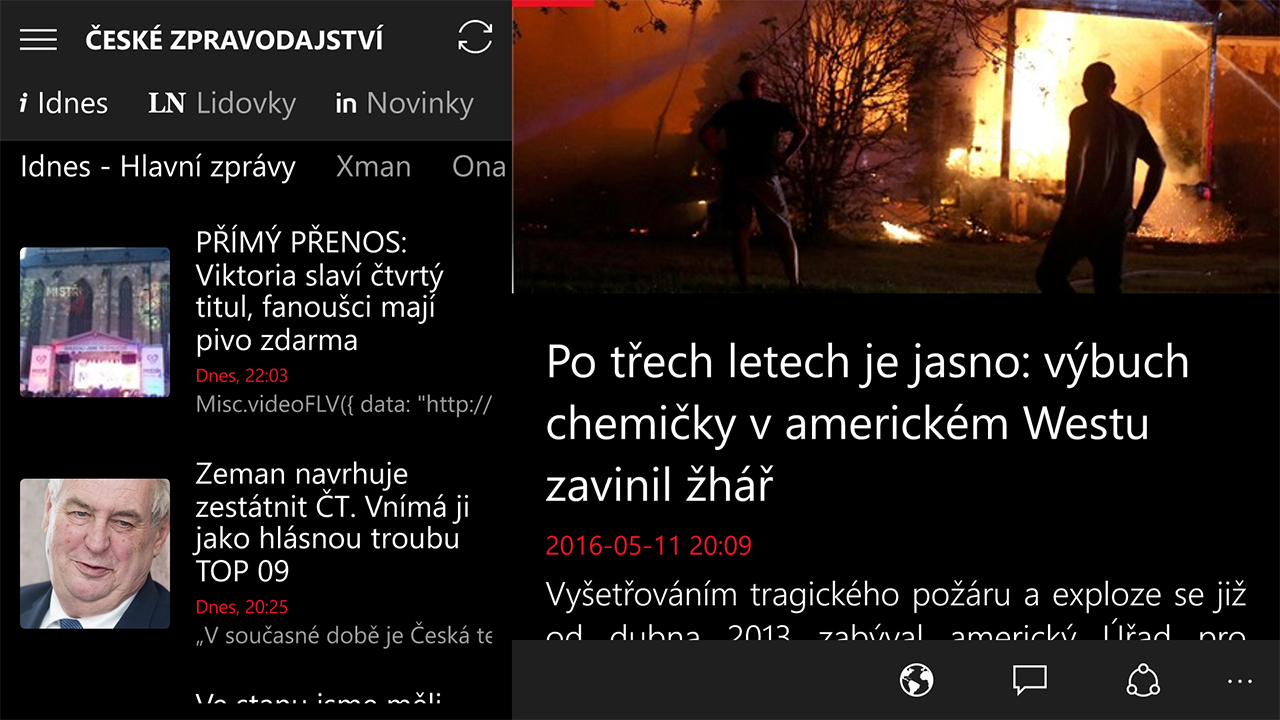 ČESKÉ ZPRAVODAJSTVÍ
i Idnes LN Lidovky in Novinky
Idnes - Hlavní zprávy Xman Ona
PŘÍMÝ PŘENOS:
Viktoria slaví čtvrtý
titul, fanoušci mají
pivo zdarma
Dnes, 22:03
Misc.videoFLV({ data: "http://
Zeman navrhuje
zestátnit ČT. Vnímá ji
jako hlásnou troubu
TOP 09
Dnes, 20:25
„V současné době je Česká te
Ve stanu jsme měli
Po třech letech je jasno: výbuch
chemičky v americkém Westu
zavinil žhář
2016-05-11 20:09
Vyšetřováním tragického požáru a exploze se již
od dubna 2013 zabýval americký Úřad pro